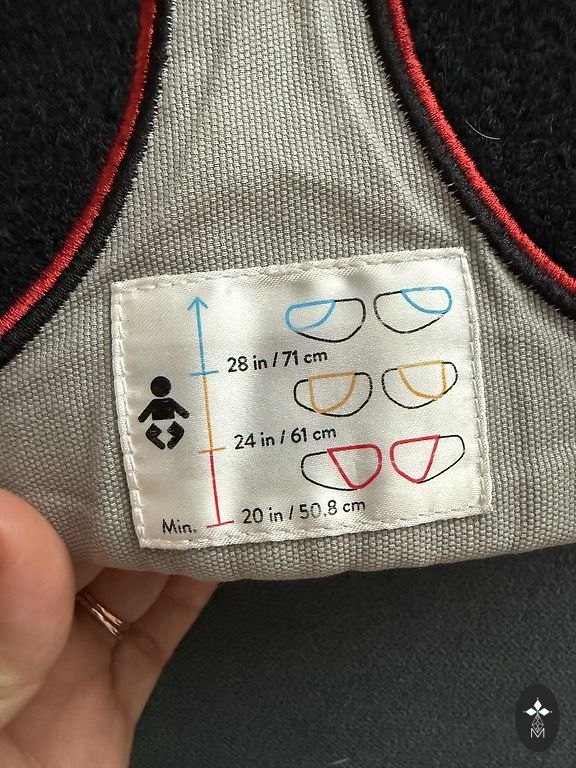 28 in / 71 cm
24 in / 61 cm
Min. 20 in / 50.8 cm